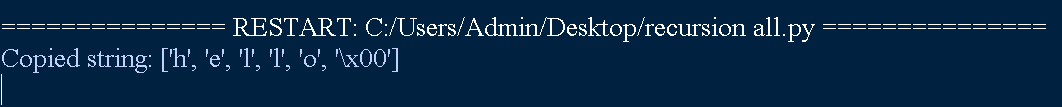 =============== RESTART: C:/Users/Admin/Desktop/recursion all.py ===============
Copied string: ['h', 'e', 'l', 'l', 'o', '\x00']